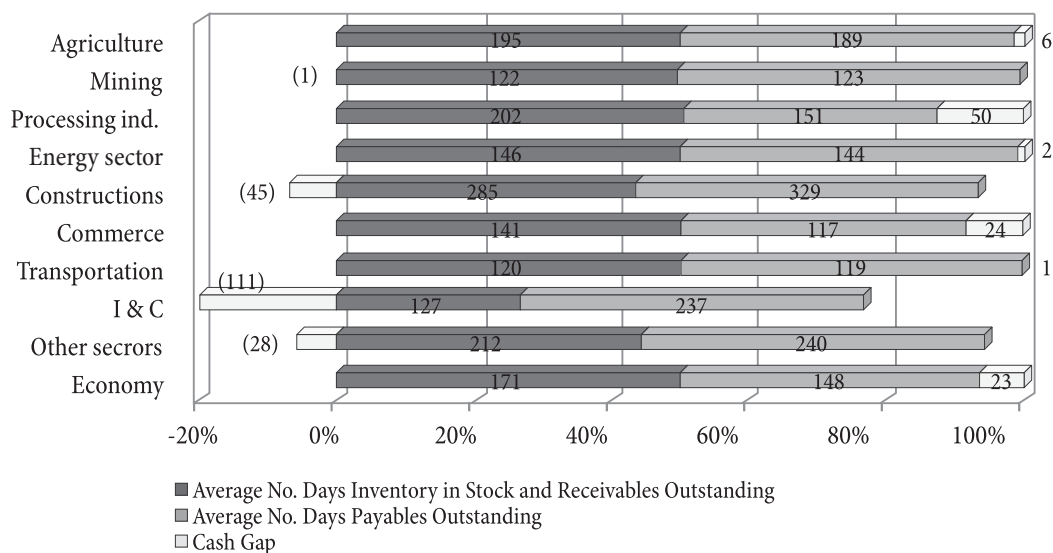 Agriculture 195 189 6
Mining (1) 122 123
Processing ind. 202 151 50
Energy sector 146 144 2
Constructions (45) 285 329
Commerce 141 117 24
Transportation 120 119 1
I & C (111) 127 237
Other secrors (28) 212 240
Economy 171 148 23
-20% 0% 20% 40% 60% 80% 100%
Average No. Days Inventory in Stock and Receivables Outstanding
Average No. Days Payables Outstanding
Cash Gap